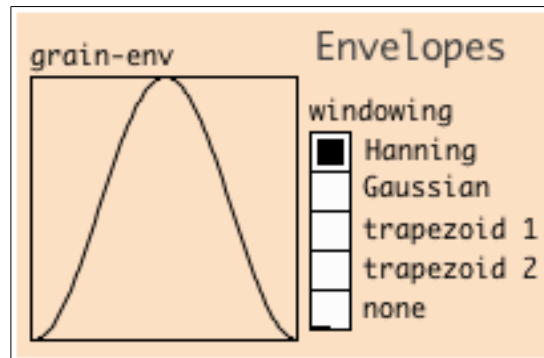 Envelopes
grain-env
windowing
Hanning
Gaussian
trapezoid 1
trapezoid 2
none